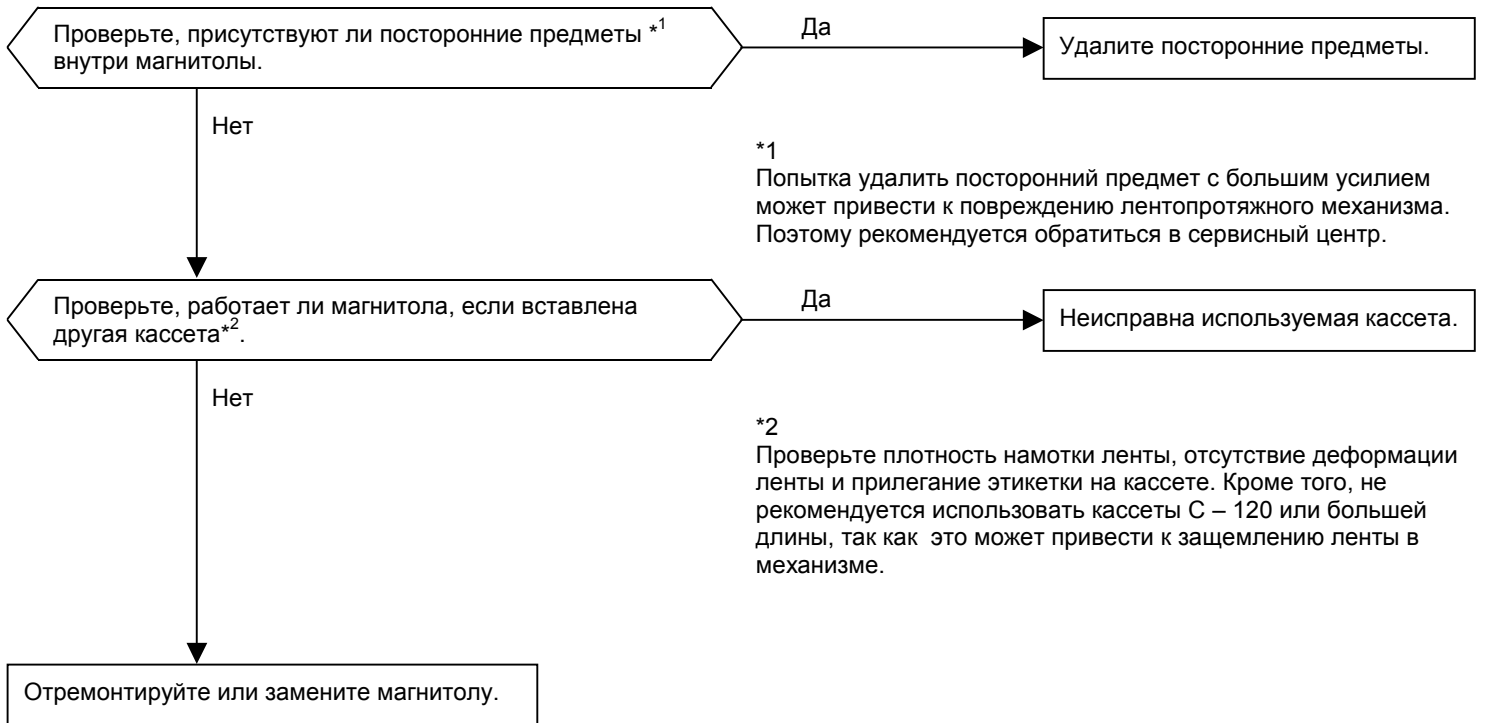 Проверьте, присутствуют ли посторонние предметы *1
внутри магнитолы.
Да
Удалите посторонние предметы.
Нет
*1
Попытка удалить посторонний предмет с большим усилием
может привести к повреждению лентопротяжного механизма.
Поэтому рекомендуется обратиться в сервисный центр.
Проверьте, работает ли магнитола, если вставлена
другая кассета*2.
Да
Неисправна используемая кассета.
Нет
*2
Проверьте плотность намотки ленты, отсутствие деформации
ленты и прилегание этикетки на кассете. Кроме того, не
рекомендуется использовать кассеты С – 120 или большей
длины, так как  это может привести к защемлению ленты в
механизме.
Отремонтируйте или замените магнитолу.